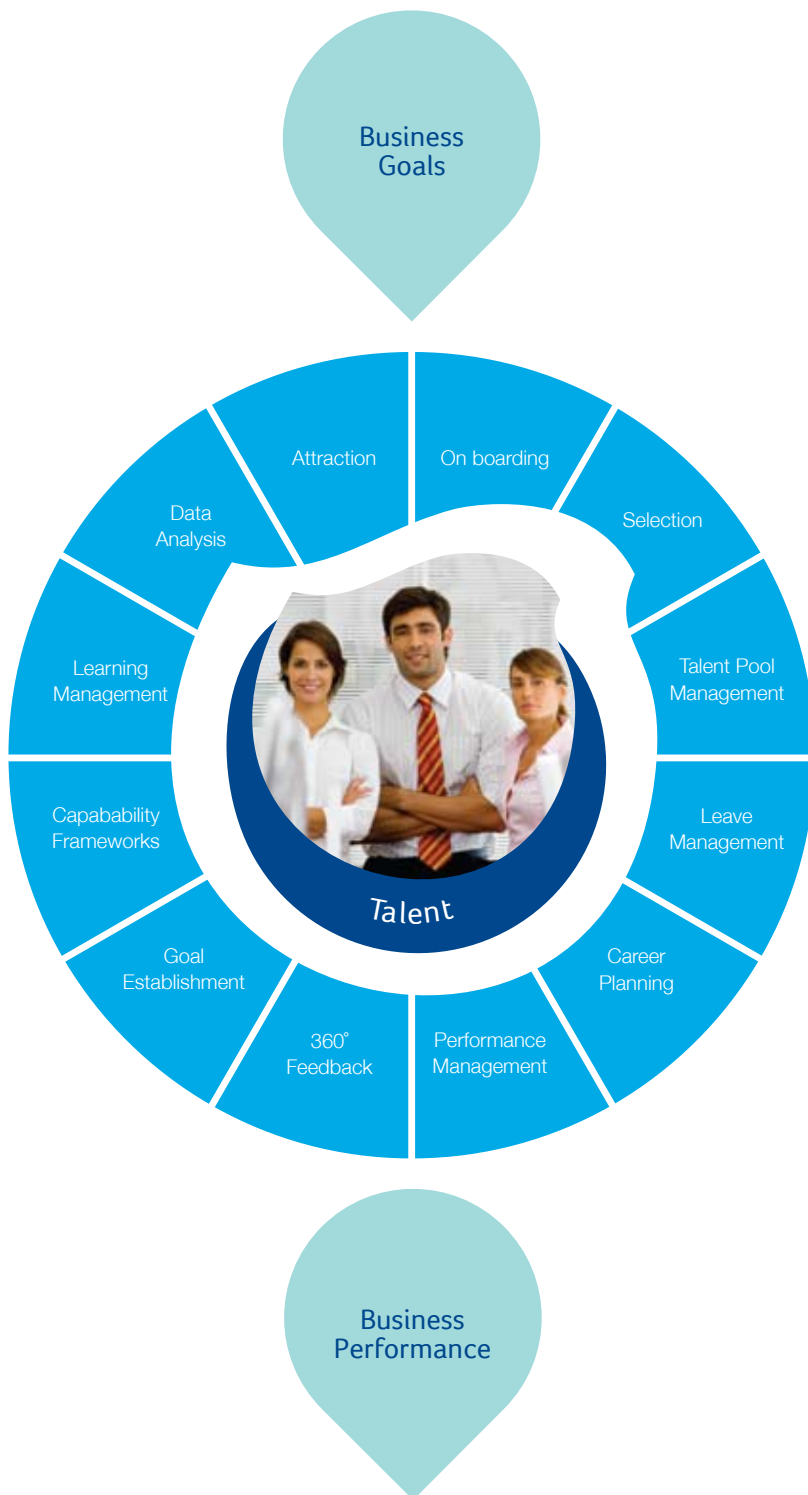 Business
Goals
Attraction
On boarding
Data
Analysis
Selection
Learning
Management
Talent Pool
Management
Capabability
Frameworks
Leave
Management
Goal
Establishment
Career
Planning
360°
Feedback
Performance
Management
Talent
Business
Performance